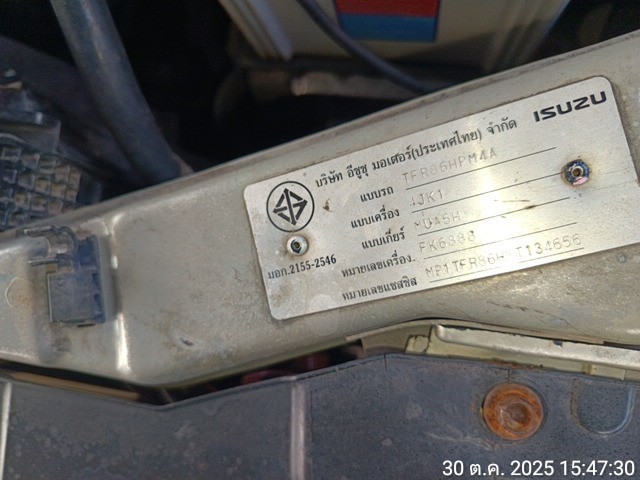 ISUZU
บริษัท อีซูซุ มอเตอร์(ประเทศไทย) จำกัด
แบบรถ TFR86HPM4A
แบบเครื่อง 4JK1
แบบเกียร์ MUA5H
หมายเลขเครื่อง.
หมายเลขแชสซีส
มอก.2155-2546
30 ต.ค. 2025 15:47:30